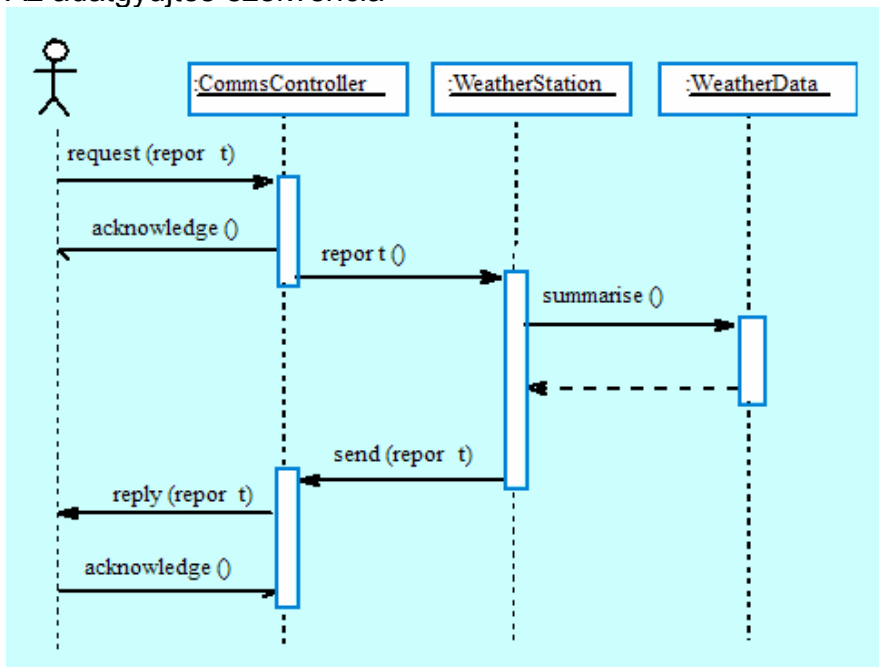 :CommsController :WeatherStation :WeatherData
request (repor t)
acknowledge ()
repor t ()
summarise ()
send (repor t)
reply (repor t)
acknowledge ()